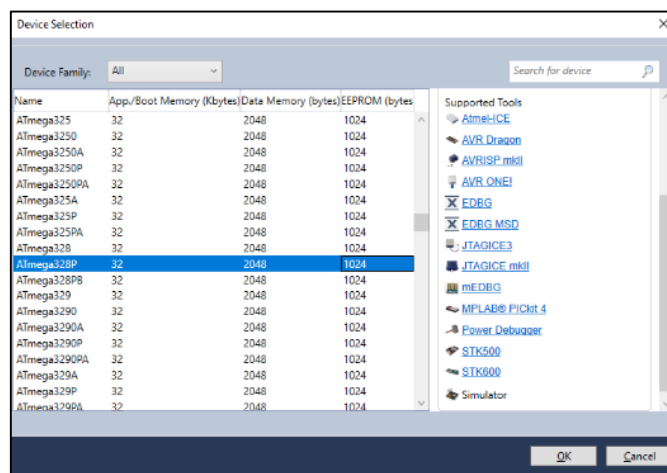 Device Selection
Device Family: All
Search for device
Name App./Boot Memory (Kbytes) Data Memory (bytes) EEPROM (bytes
ATmega325 32 2048 1024
ATmega3250 32 2048 1024
ATmega3250A 32 2048 1024
ATmega3250P 32 2048 1024
ATmega3250PA 32 2048 1024
ATmega325A 32 2048 1024
ATmega325P 32 2048 1024
ATmega325PA 32 2048 1024
ATmega328 32 2048 1024
ATmega328P 32 2048 1024
ATmega328PB 32 2048 1024
ATmega329 32 2048 1024
ATmega3290 32 2048 1024
ATmega3290A 32 2048 1024
ATmega3290P 32 2048 1024
ATmega3290PA 32 2048 1024
ATmega329A 32 2048 1024
ATmega329P 32 2048 1024
ATmega329PA 32 2048 1024
Supported Tools
Atmel-ICE
AVR Dragon
AVRISP mkII
AVR ONE!
EDBG
EDBG MSD
JTAGICE3
JTAGICE mkII
mEDBG
MPLAB® PICkit 4
Power Debugger
STK500
STK600
Simulator
OK
Cancel